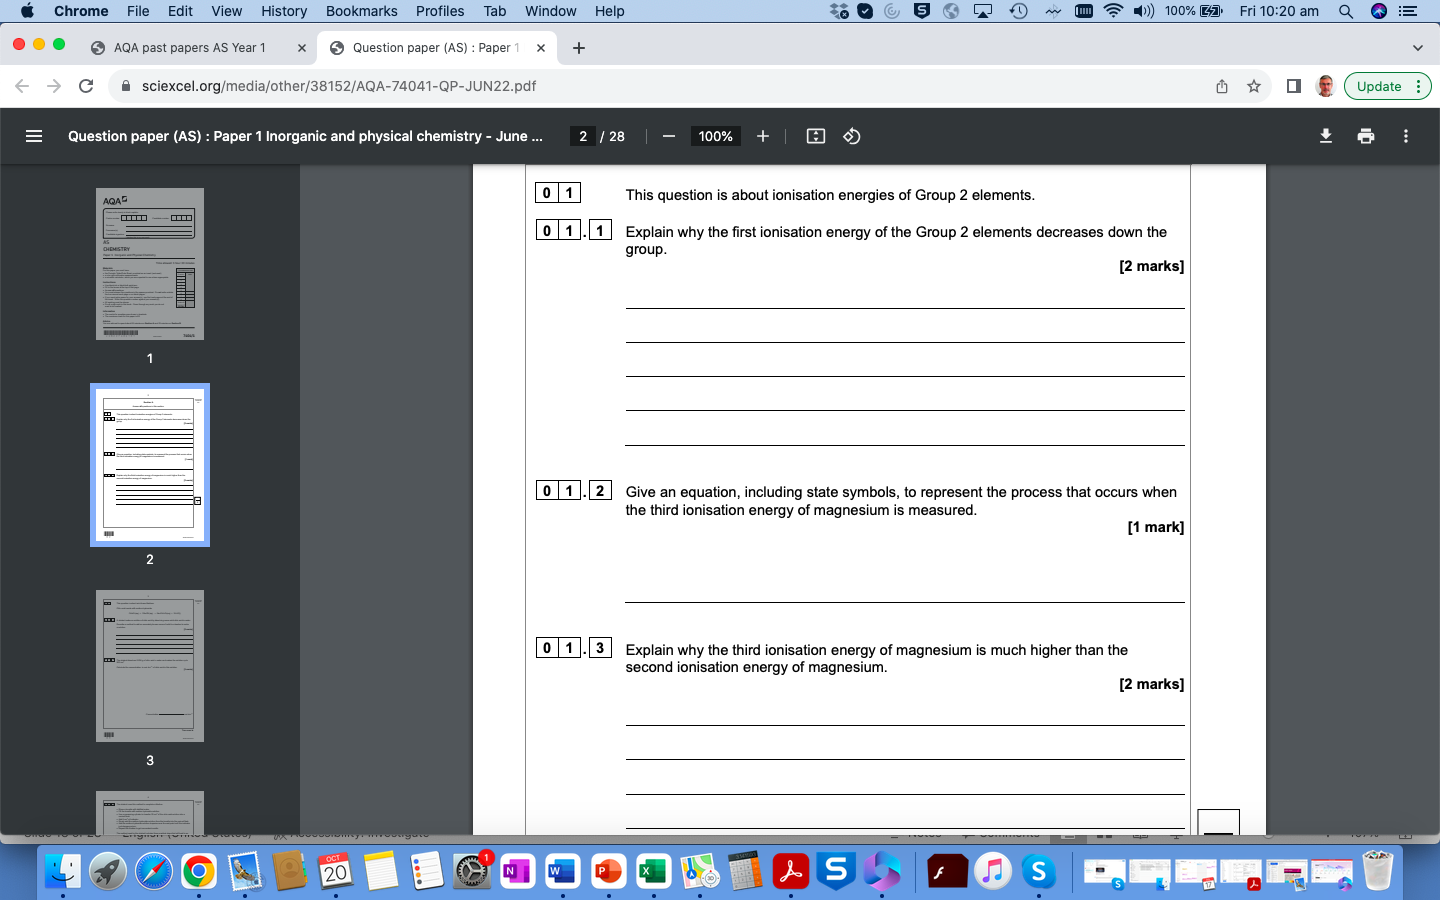 Chrome File Edit View History Bookmarks Profiles Tab Window Help 100% Fri 10:20 am
AQA past papers AS Year 1
Question paper (AS) : Paper 1
sciexcel.org/media/other/38152/AQA-74041-QP-JUN22.pdf
Update
Question paper (AS) : Paper 1 Inorganic and physical chemistry - June ...
2 / 28
100%
AQA
AS
CHEMISTRY
1
2
3
0 1 This question is about ionisation energies of Group 2 elements.
0 1 . 1 Explain why the first ionisation energy of the Group 2 elements decreases down the
group.
[2 marks]
0 1 . 2 Give an equation, including state symbols, to represent the process that occurs when
the third ionisation energy of magnesium is measured.
[1 mark]
0 1 . 3 Explain why the third ionisation energy of magnesium is much higher than the
second ionisation energy of magnesium.
[2 marks]
OCT
20
1